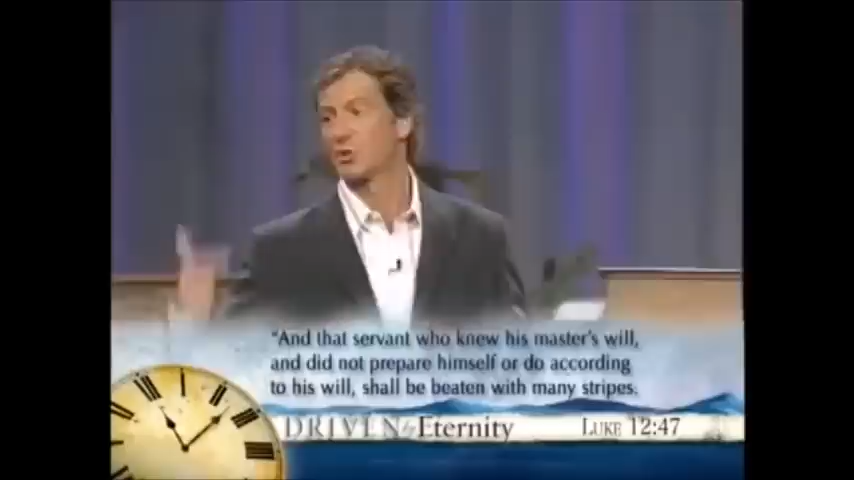 "And that servant who knew his master's will,
and did not prepare himself or do according
to his will, shall be beaten with many stripes.
DRIVEN by Eternity
LUKE 12:47